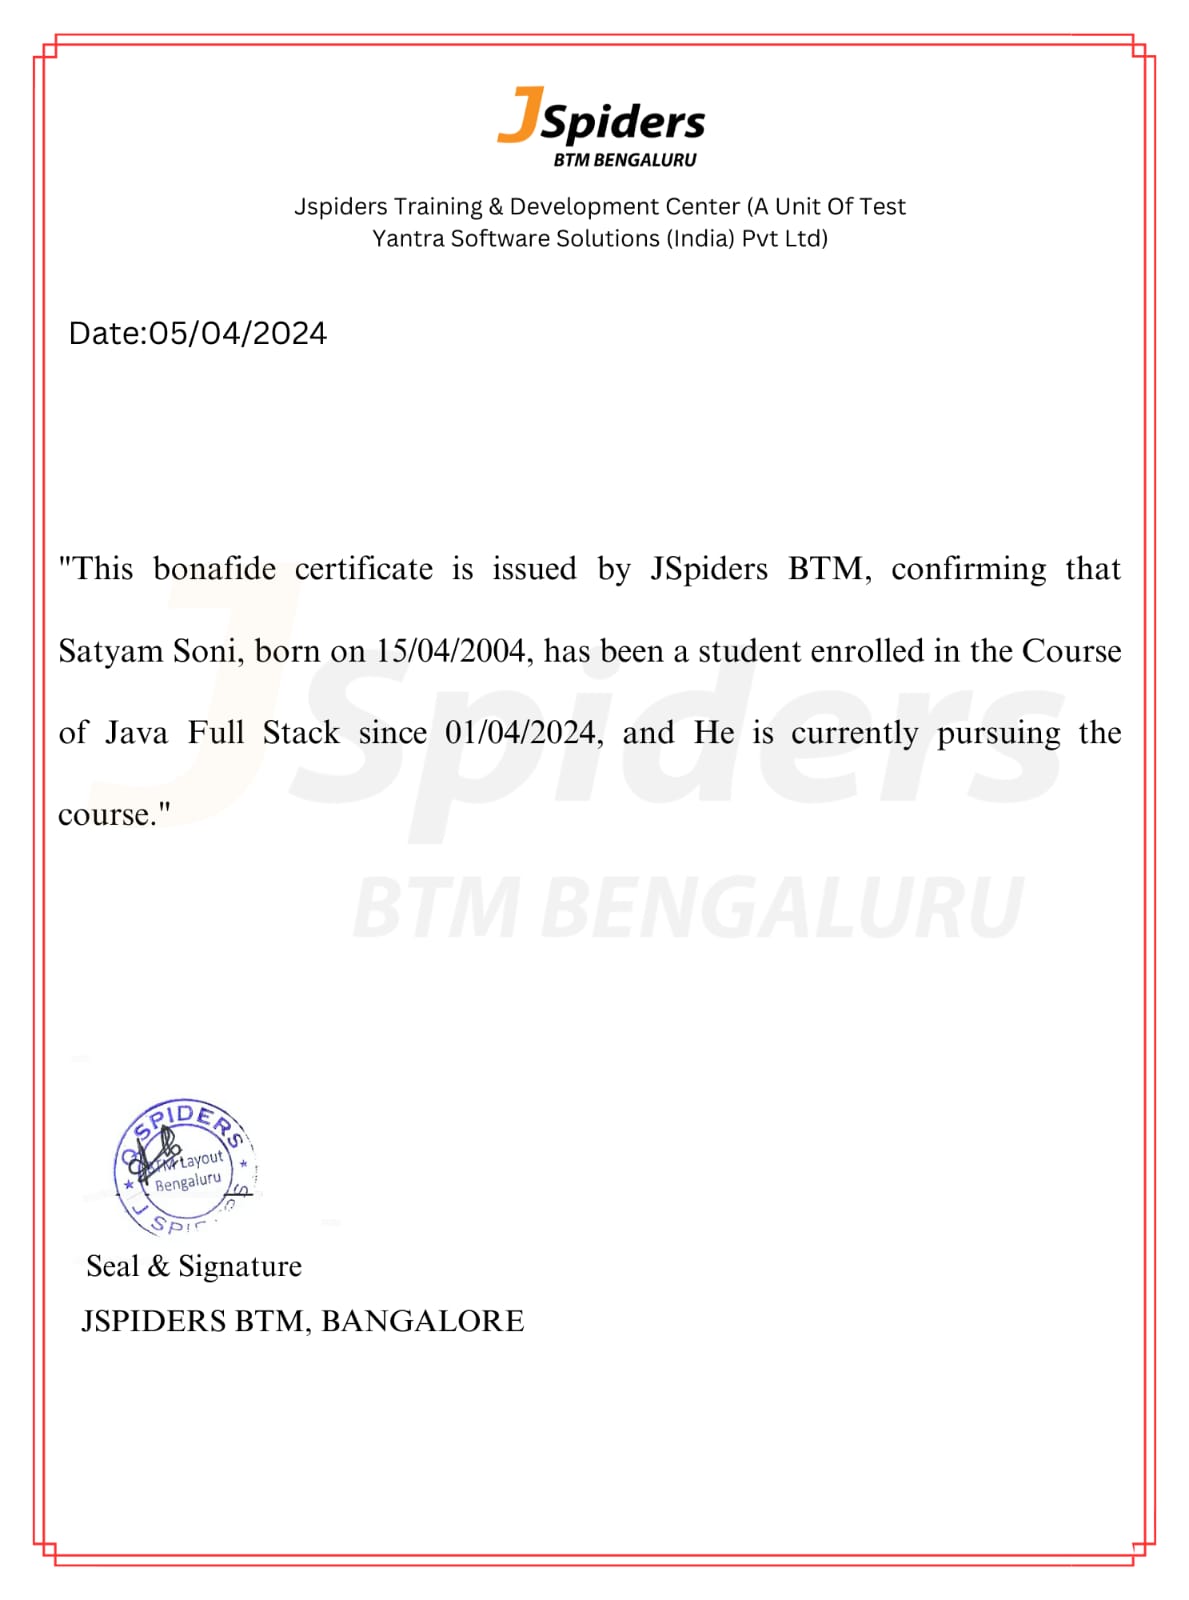 JSpiders
BTM BENGALURU
Jspiders Training & Development Center (A Unit Of Test
Yantra Software Solutions (India) Pvt Ltd)
Date:05/04/2024
"This bonafide certificate is issued by JSpiders BTM, confirming that
Satyam Soni, born on 15/04/2004, has been a student enrolled in the Course
of Java Full Stack since 01/04/2024, and He is currently pursuing the
course."
JSpiders
BTM BENGALURU
QSPIDERS
BTM Layout
Bengaluru
Seal & Signature
JSPIDERS BTM, BANGALORE